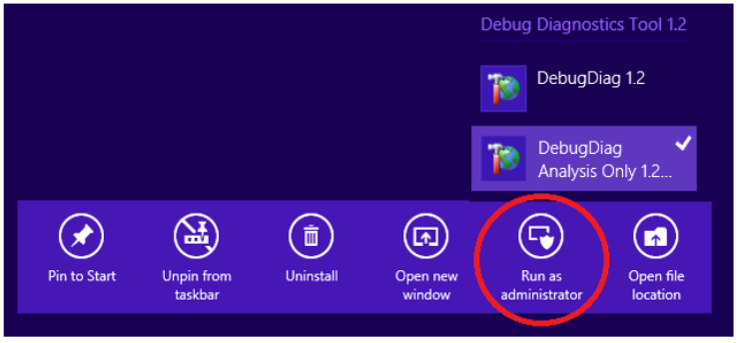 Debug Diagnostics Tool 1.2
DebugDiag 1.2
DebugDiag
Analysis Only 1.2...
Pin to Start
Unpin from
taskbar
Uninstall
Open new
window
Run as
administrator
Open file
location